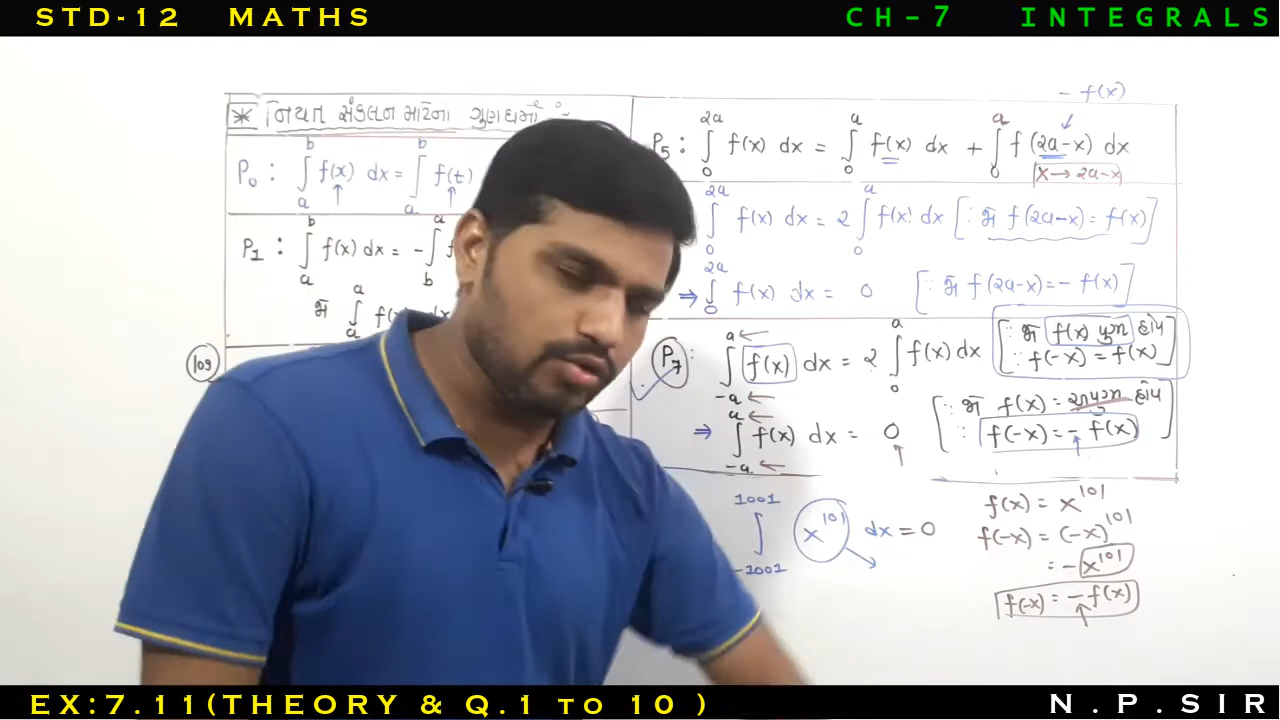 STD-12 MATHS
CH-7 INTEGRALS
* નિયત સંકલન માટેના ગુણધર્મો :
P₀ : ∫ₐᵇ f(x) dx = ∫ₐᵇ f(t)
P₁ : ∫ₐᵇ f(x) dx = -∫ᵇᵃ
જો ∫ₐᵃ
109
- f(x)
P₅ : ∫₀²ᵃ f(x) dx = ∫₀ᵃ f(x) dx + ∫₀ᵃ f(2a-x) dx
x → 2a-x
∫₀²ᵃ f(x) dx = 2 ∫₀ᵃ f(x) dx [∵ જો f(2a-x) = f(x)]
⇒ ∫₀²ᵃ f(x) dx = 0 [∵ જો f(2a-x) = - f(x)]
P₇ : ∫₋ₐᵃ f(x) dx = 2 ∫₀ᵃ f(x) dx [∵ જો f(x) યુગ્મ હોય
∵ f(-x) = f(x)]
⇒ ∫₋ₐᵃ f(x) dx = 0 [∵ જો f(x) = અયુગ્મ હોય
∵ f(-x) = - f(x)]
∫₋₁₀₀₁¹⁰⁰¹ x¹⁰¹ dx = 0
f(x) = x¹⁰¹
f(-x) = (-x)¹⁰¹
= - x¹⁰¹
f(-x) = - f(x)
EX:7.11(THEORY & Q.1 TO 10 )
N.P.SIR